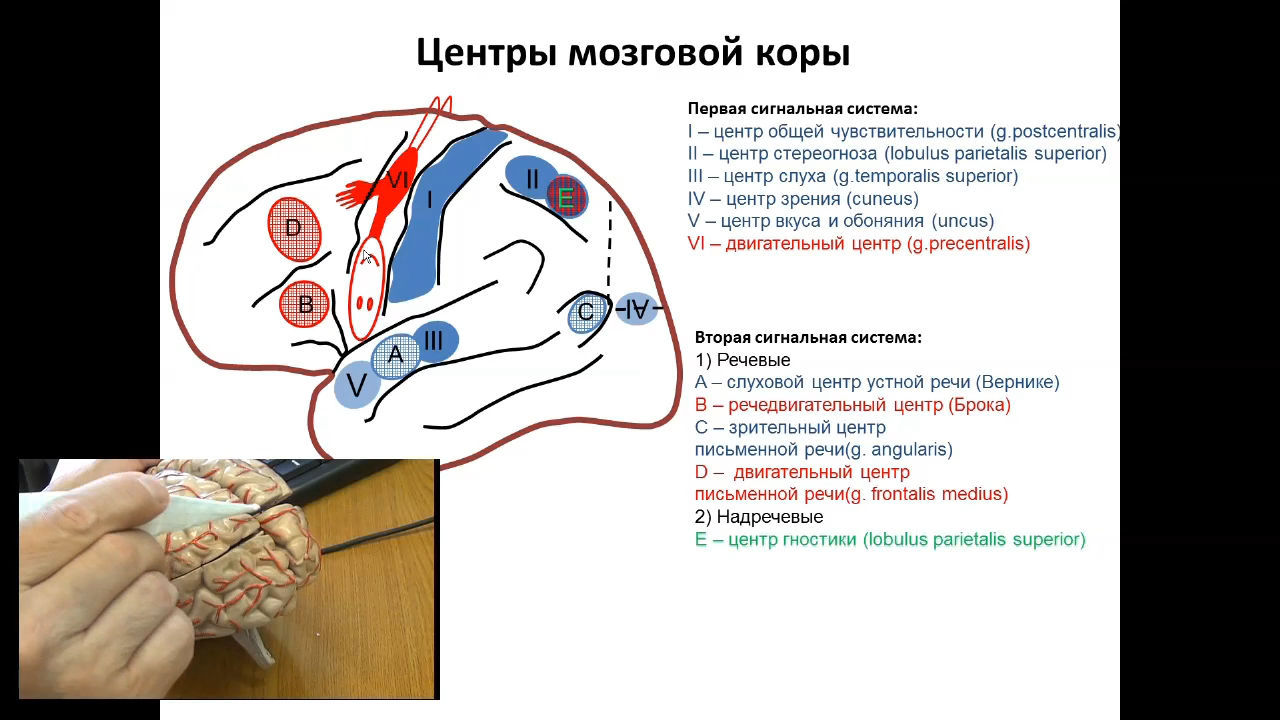 Центры мозговой коры
Первая сигнальная система:
I – центр общей чувствительности (g.postcentralis)
II – центр стереогноза (lobulus parietalis superior)
III – центр слуха (g.temporalis superior)
IV – центр зрения (cuneus)
V – центр вкуса и обоняния (uncus)
VI – двигательный центр (g.precentralis)
Вторая сигнальная система:
1) Речевые
A – слуховой центр устной речи (Вернике)
B – речедвигательный центр (Брока)
C – зрительный центр
письменной речи(g. angularis)
D – двигательный центр
письменной речи(g. frontalis medius)
2) Надречевые
E – центр гностики (lobulus parietalis superior)
VI
I
II
E
D
B
C
IV
A
III
V